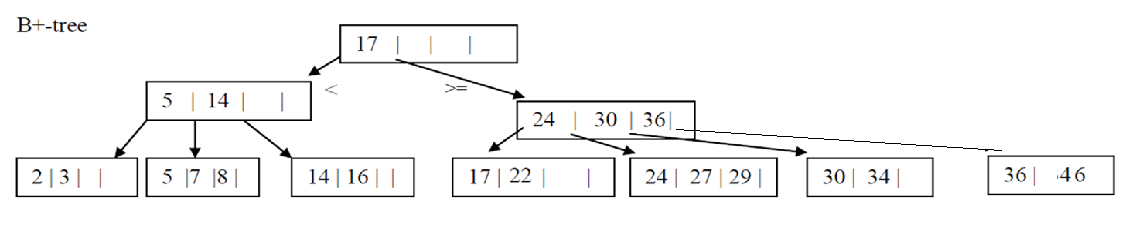 B+-tree
17 | | |
5 | 14 | |
< >=
24 | 30 | 36|
2 | 3 | |
5 |7 |8 |
14 | 16 | |
17 | 22 | |
24 | 27 | 29 |
30 | 34 |
36 | 46